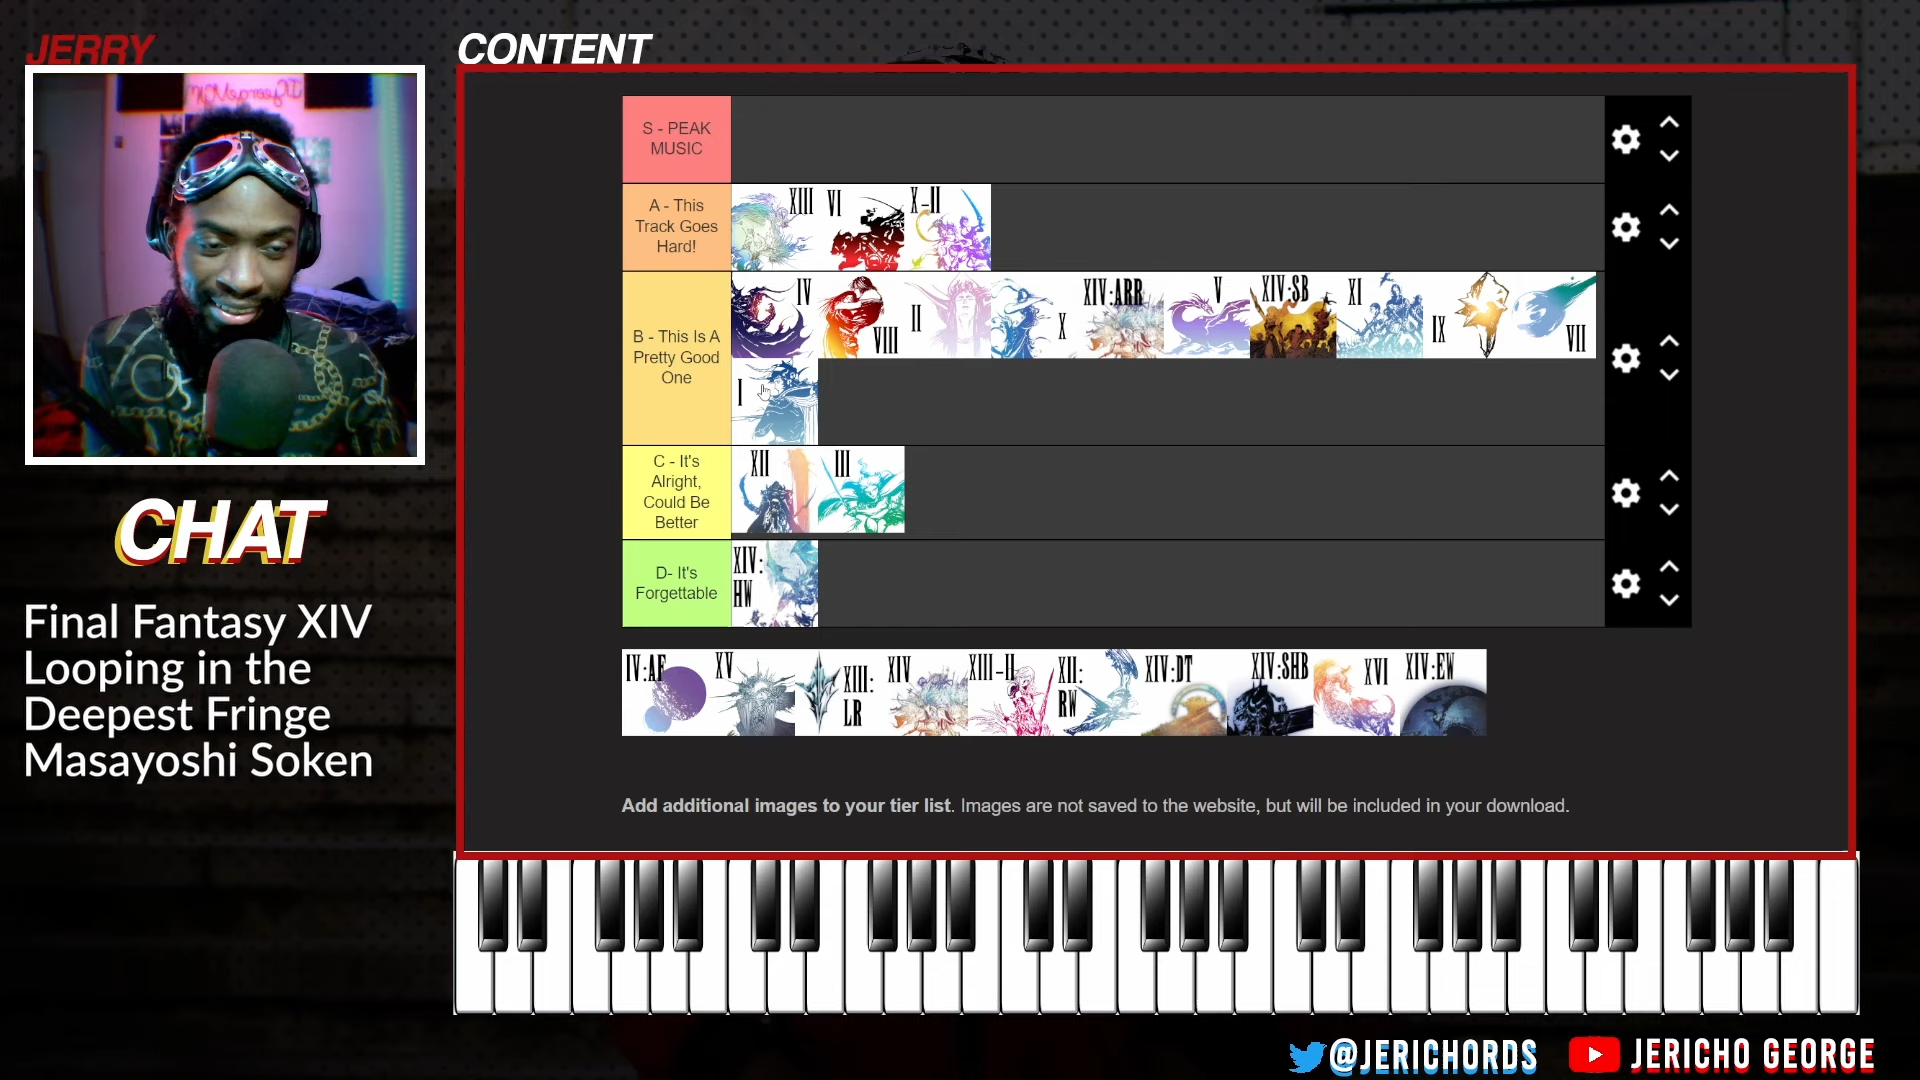 JERRY
CONTENT
S - PEAK
MUSIC
A - This
Track Goes
Hard!
XIII
VI
X-II
B - This Is A
Pretty Good
One
IV
VIII
II
X
XIV:ARR
V
XIV:SB
XI
IX
VII
I
C - It's
Alright,
Could Be
Better
XII
III
D- It's
Forgettable
XIV:
HW
IV:AF
XV
XIII:
LR
XIV
XIII-II
XII:
RW
XIV:DT
XIV:SHB
XVI
XIV:EW
Add additional images to your tier list. Images are not saved to the website, but will be included in your download.
CHAT
Final Fantasy XIV
Looping in the
Deepest Fringe
Masayoshi Soken
@JERICHORDS
JERICHO GEORGE